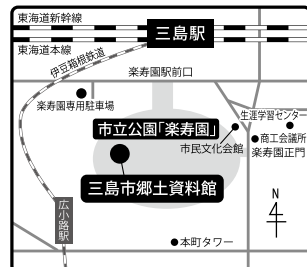 東海道新幹線
三島駅
東海道本線
伊豆箱根鉄道
楽寿園駅前口
楽寿園専用駐車場
生涯学習センター
市立公園「楽寿園」
商工会議所
市民文化会館
楽寿園正門
三島市郷土資料館
N
広小路駅
本町タワー